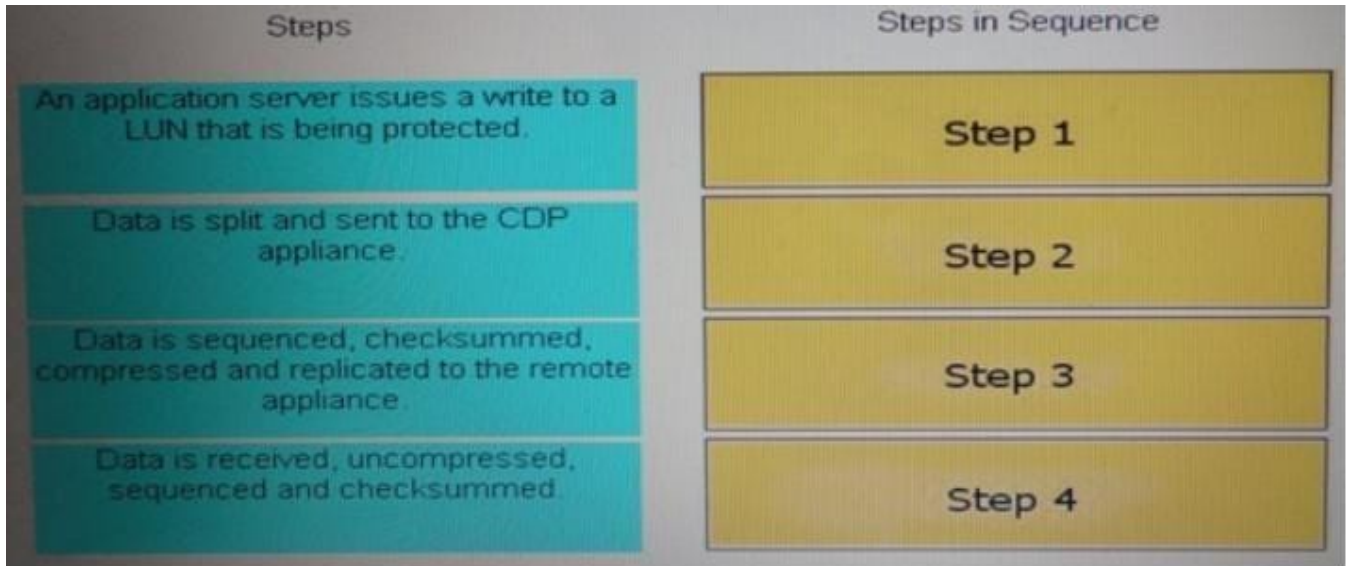 Steps
Steps in Sequence
An application server issues a write to a
LUN that is being protected.
Step 1
Data is split and sent to the CDP
appliance.
Step 2
Data is sequenced, checksummed,
compressed and replicated to the remote
appliance.
Step 3
Data is received, uncompressed,
sequenced and checksummed.
Step 4